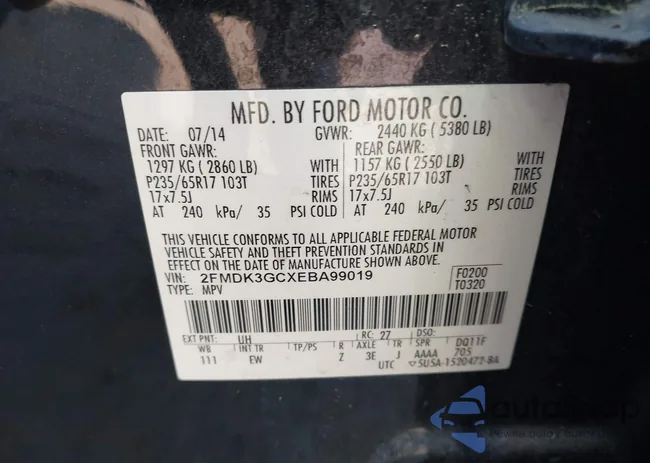 MFD. BY FORD MOTOR CO.
DATE: 07/14 GVWR: 2440 KG ( 5380 LB)
FRONT GAWR: REAR GAWR:
1297 KG ( 2860 LB) WITH 1157 KG ( 2550 LB) WITH
P235/65R17 103T TIRES P235/65R17 103T TIRES
17x7.5J RIMS 17x7.5J RIMS
AT 240 kPa/ 35 PSI COLD AT 240 kPa/ 35 PSI COLD
THIS VEHICLE CONFORMS TO ALL APPLICABLE FEDERAL MOTOR
VEHICLE SAFETY AND THEFT PREVENTION STANDARDS IN
EFFECT ON THE DATE OF MANUFACTURE SHOWN ABOVE.
VIN: 2FMDK3GCXEBA99019 F0200
TYPE: MPV T0320
EXT PNT: UH RC: 27 DSO:
WB INT TR TP/PS R AXLE TR SPR DQ11F
111 EW Z 3E J AAAA 705
UTC 5U5A-1520472-BA